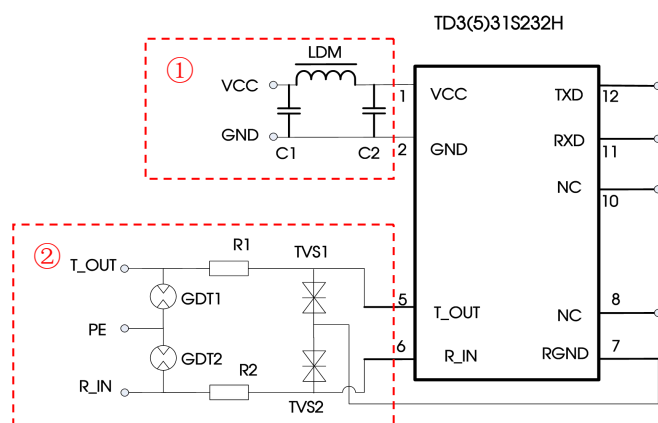 TD3(5)31S232H
①
LDM
VCC
GND
C1
C2
1
2
VCC
GND
TXD
12
RXD
11
NC
10
②
T_OUT
R1
TVS1
GDT1
PE
GDT2
R_IN
R2
TVS2
5
T_OUT
6
R_IN
NC
8
RGND
7